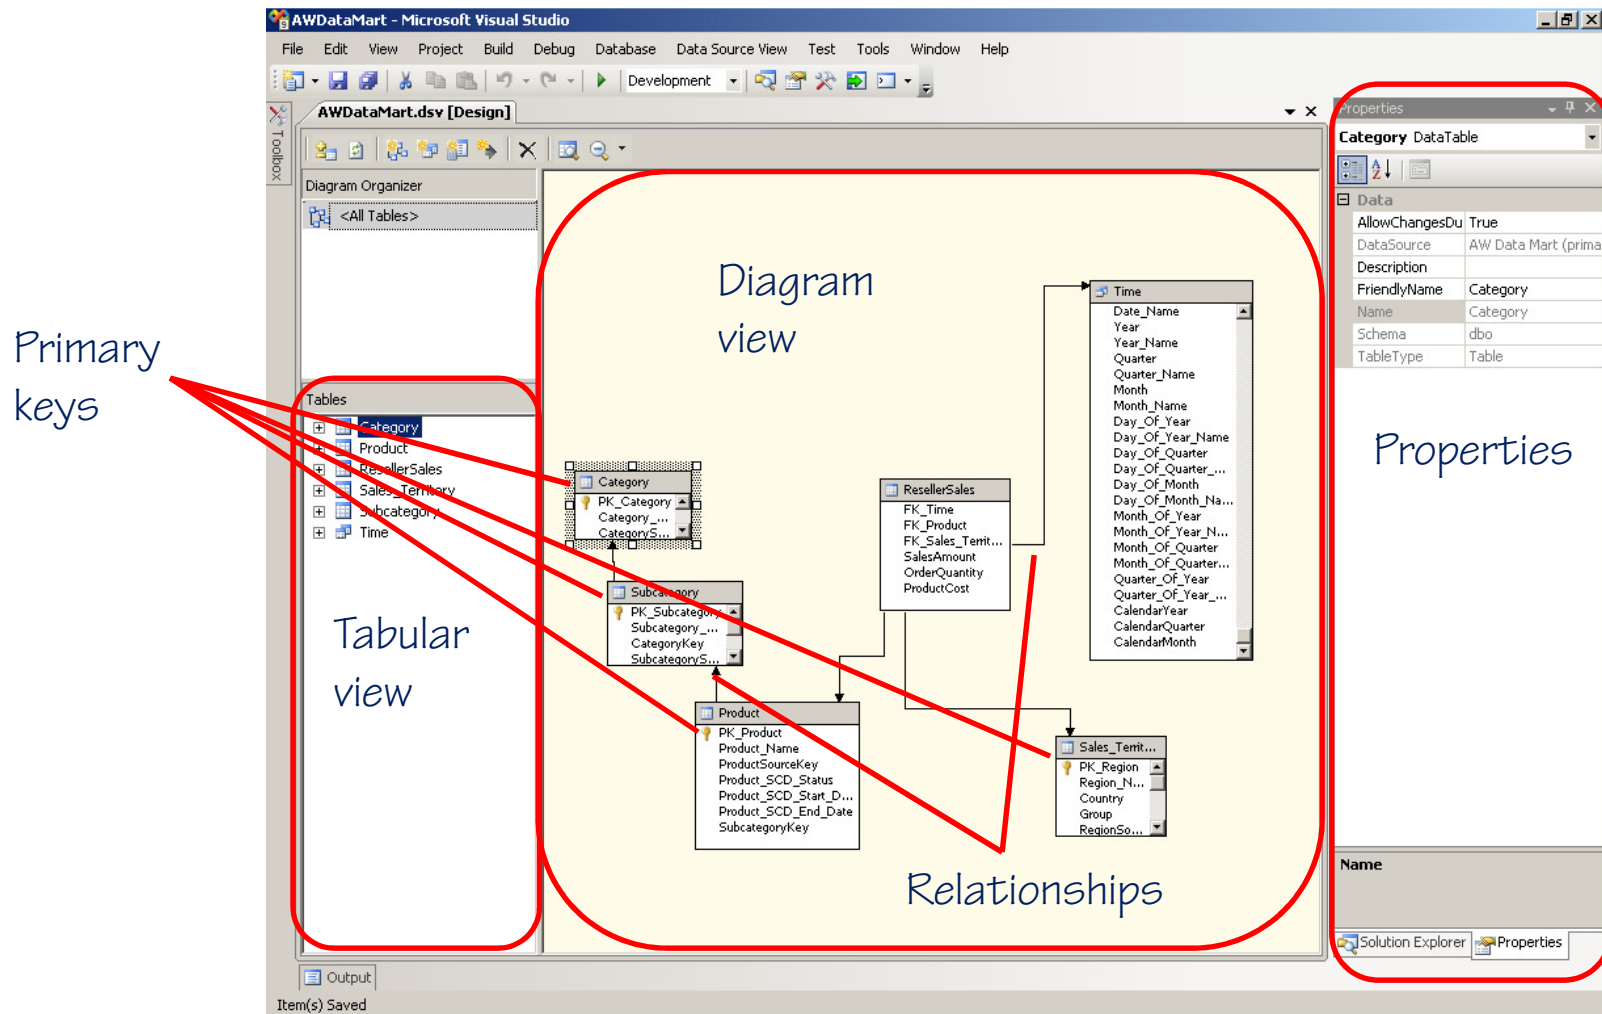 AWDataMart - Microsoft Visual Studio
File Edit View Project Build Debug Database Data Source View Test Tools Window Help
Development
Toolbox
AWDataMart.dsv [Design]
Diagram Organizer
<All Tables>
Tables
Category
Product
ResellerSales
Sales_Territory
Subcategory
Time
Primary
keys
Tabular
view
Diagram
view
Category
PK_Category
Category_...
CategoryS...
Subcategory
PK_Subcategory
Subcategory_...
CategoryKey
SubcategoryS...
Product
PK_Product
Product_Name
ProductSourceKey
Product_SCD_Status
Product_SCD_Start_D...
Product_SCD_End_Date
SubcategoryKey
ResellerSales
FK_Time
FK_Product
FK_Sales_Territ...
SalesAmount
OrderQuantity
ProductCost
Time
Date_Name
Year
Year_Name
Quarter
Quarter_Name
Month
Month_Name
Day_Of_Year
Day_Of_Year_Name
Day_Of_Quarter
Day_Of_Quarter_...
Day_Of_Month
Day_Of_Month_Na...
Month_Of_Year
Month_Of_Year_N...
Month_Of_Quarter
Month_Of_Quarter...
Quarter_Of_Year
Quarter_Of_Year_...
CalendarYear
CalendarQuarter
CalendarMonth
Sales_Territ...
PK_Region
Region_N...
Country
Group
RegionSo...
Relationships
Properties
Category DataTable
Data
AllowChangesDu True
DataSource AW Data Mart (prima
Description
FriendlyName Category
Name Category
Schema dbo
TableType Table
Properties
Name
Solution Explorer Properties
Output
Item(s) Saved